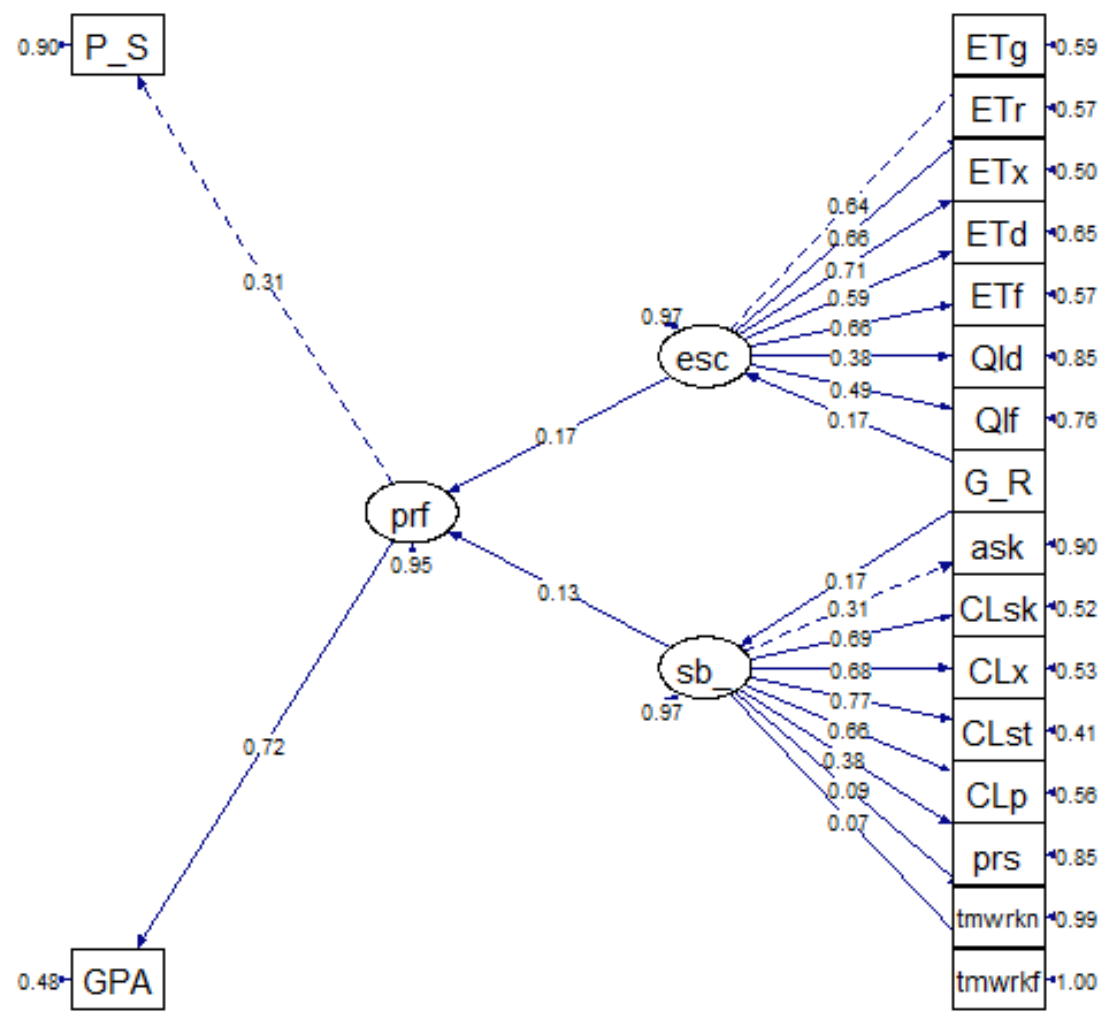 0.90 P_S
ETg 0.59
ETr 0.57
ETx 0.50
0.64
ETd 0.65
0.66
0.71
0.31
ETf 0.57
0.59
0.97
0.66
esc
0.38
Qld 0.85
0.49
Qlf 0.76
0.17
0.17
G_R
prf
ask 0.90
0.95
0.17
0.13
0.31
CLsk 0.52
0.69
sb_
0.68
CLx 0.53
0.97
0.77
0.72
0.66
CLst 0.41
0.38
0.09
CLp 0.56
0.07
prs 0.85
tmwrkn 0.99
0.48 GPA
tmwrkf 1.00